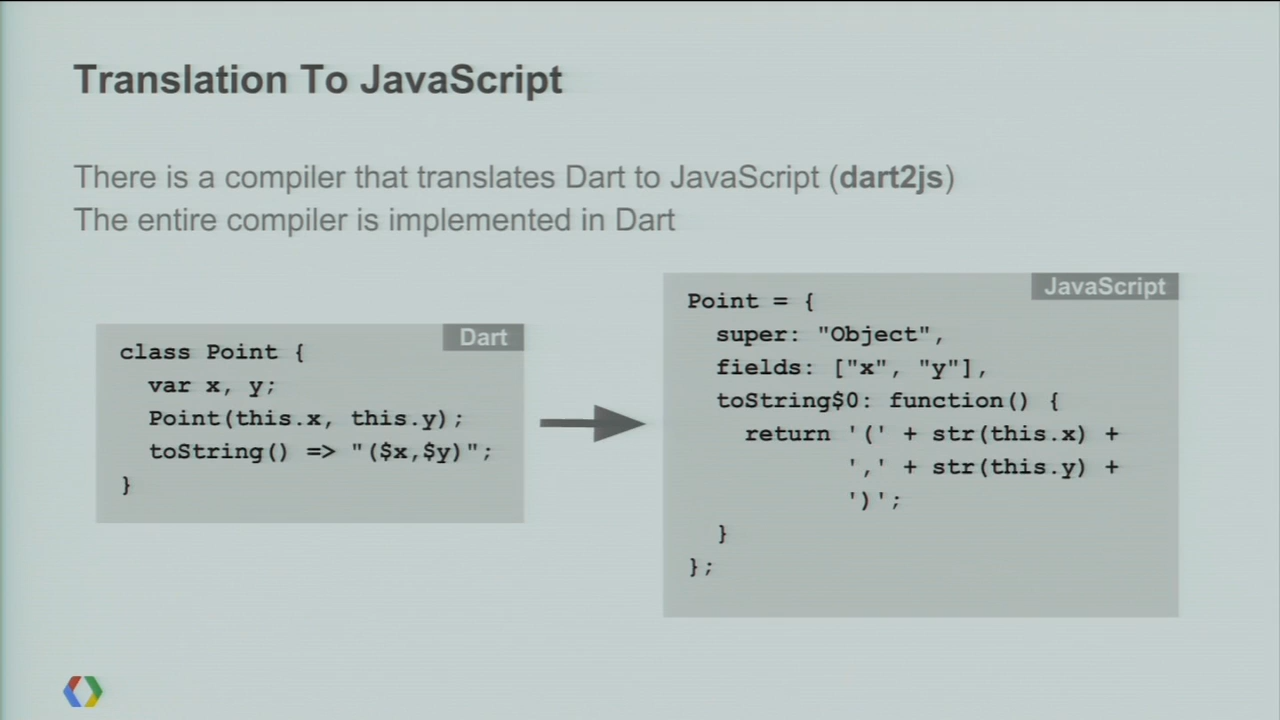 Translation To JavaScript
There is a compiler that translates Dart to JavaScript (dart2js)
The entire compiler is implemented in Dart
Dart
class Point {
  var x, y;
  Point(this.x, this.y);
  toString() => "($x,$y)";
}
JavaScript
Point = {
  super: "Object",
  fields: ["x", "y"],
  toString$0: function() {
    return '(' + str(this.x) +
           ',' + str(this.y) +
           ')';
  }
};